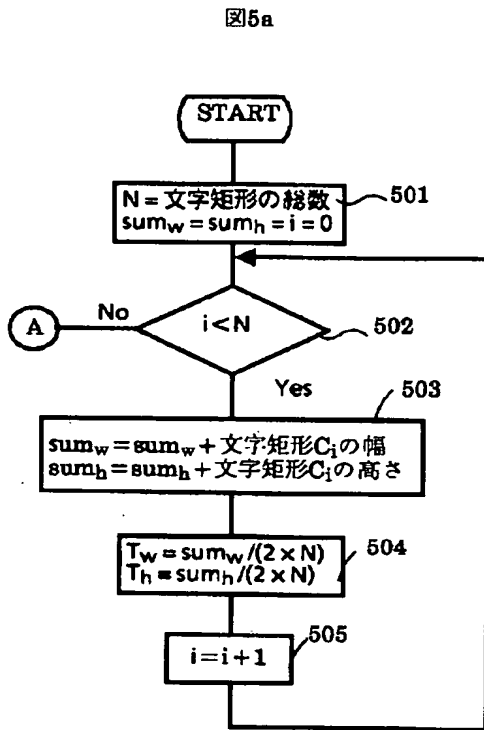 図5a
START
N=文字矩形の総数
sumw=sumh=i=0
501
i<N
502
No
A
Yes
503
sumw=sumw+文字矩形Ciの幅
sumh=sumh+文字矩形Ciの高さ
Tw=sumw/(2×N)
Th=sumh/(2×N)
504
505
i=i+1